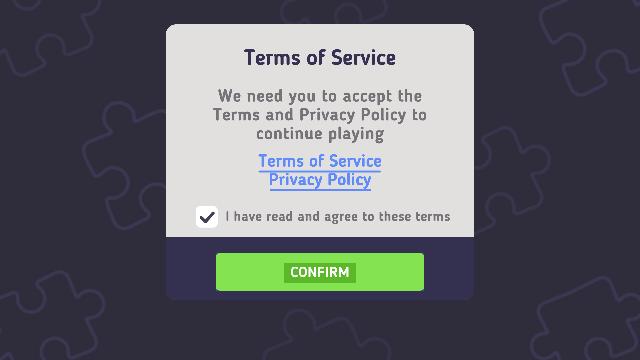 Terms of Service
We need you to accept the
Terms and Privacy Policy to
continue playing
Terms of Service
Privacy Policy
I have read and agree to these terms
CONFIRM